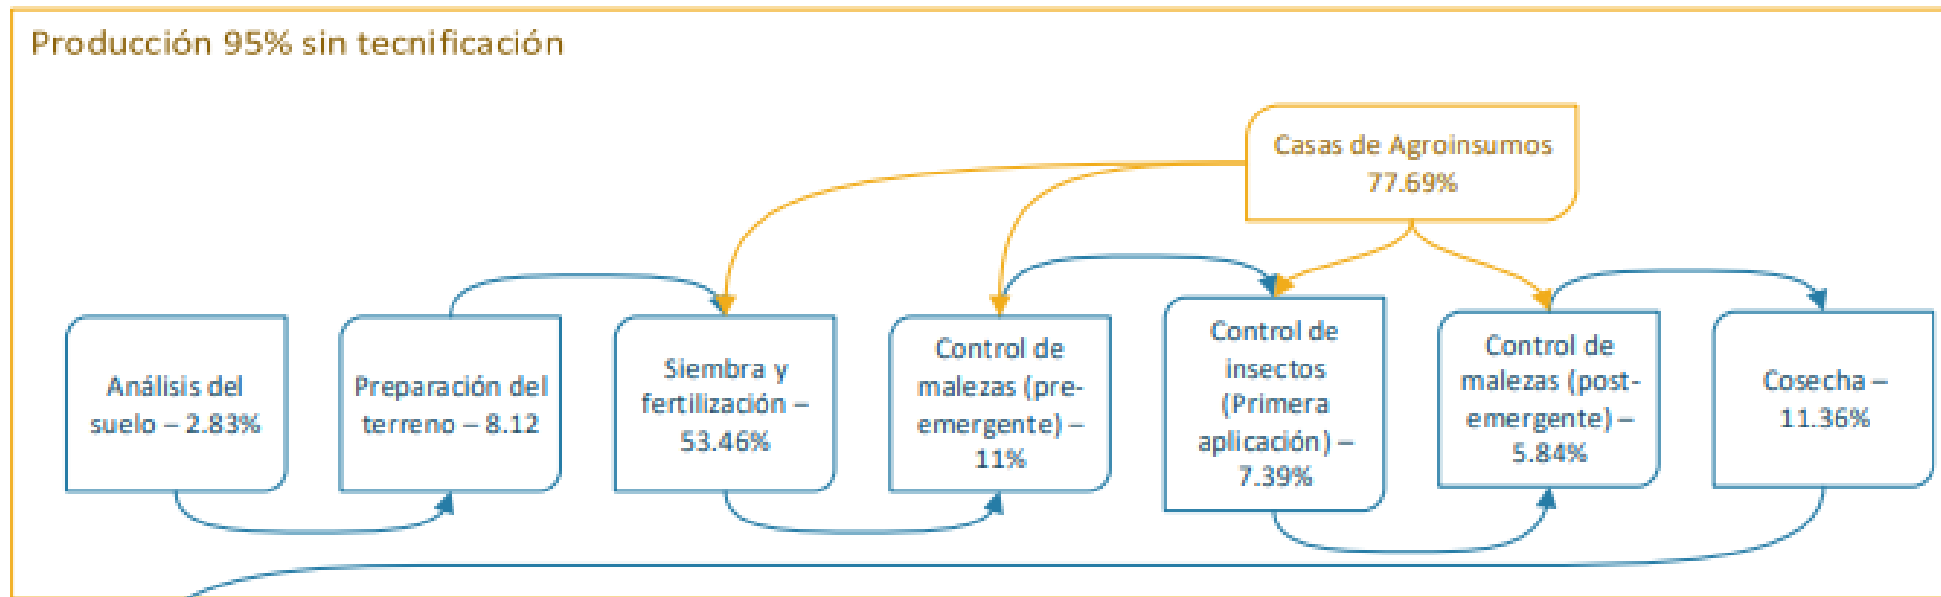 Producción 95% sin tecnificación
Casas de Agroinsumos
77.69%
Análisis del
suelo – 2.83%
Preparación del
terreno – 8.12
Siembra y
fertilización –
53.46%
Control de
malezas (pre-
emergente) –
11%
Control de
insectos
(Primera
aplicación) –
7.39%
Control de
malezas (post-
emergente) –
5.84%
Cosecha –
11.36%